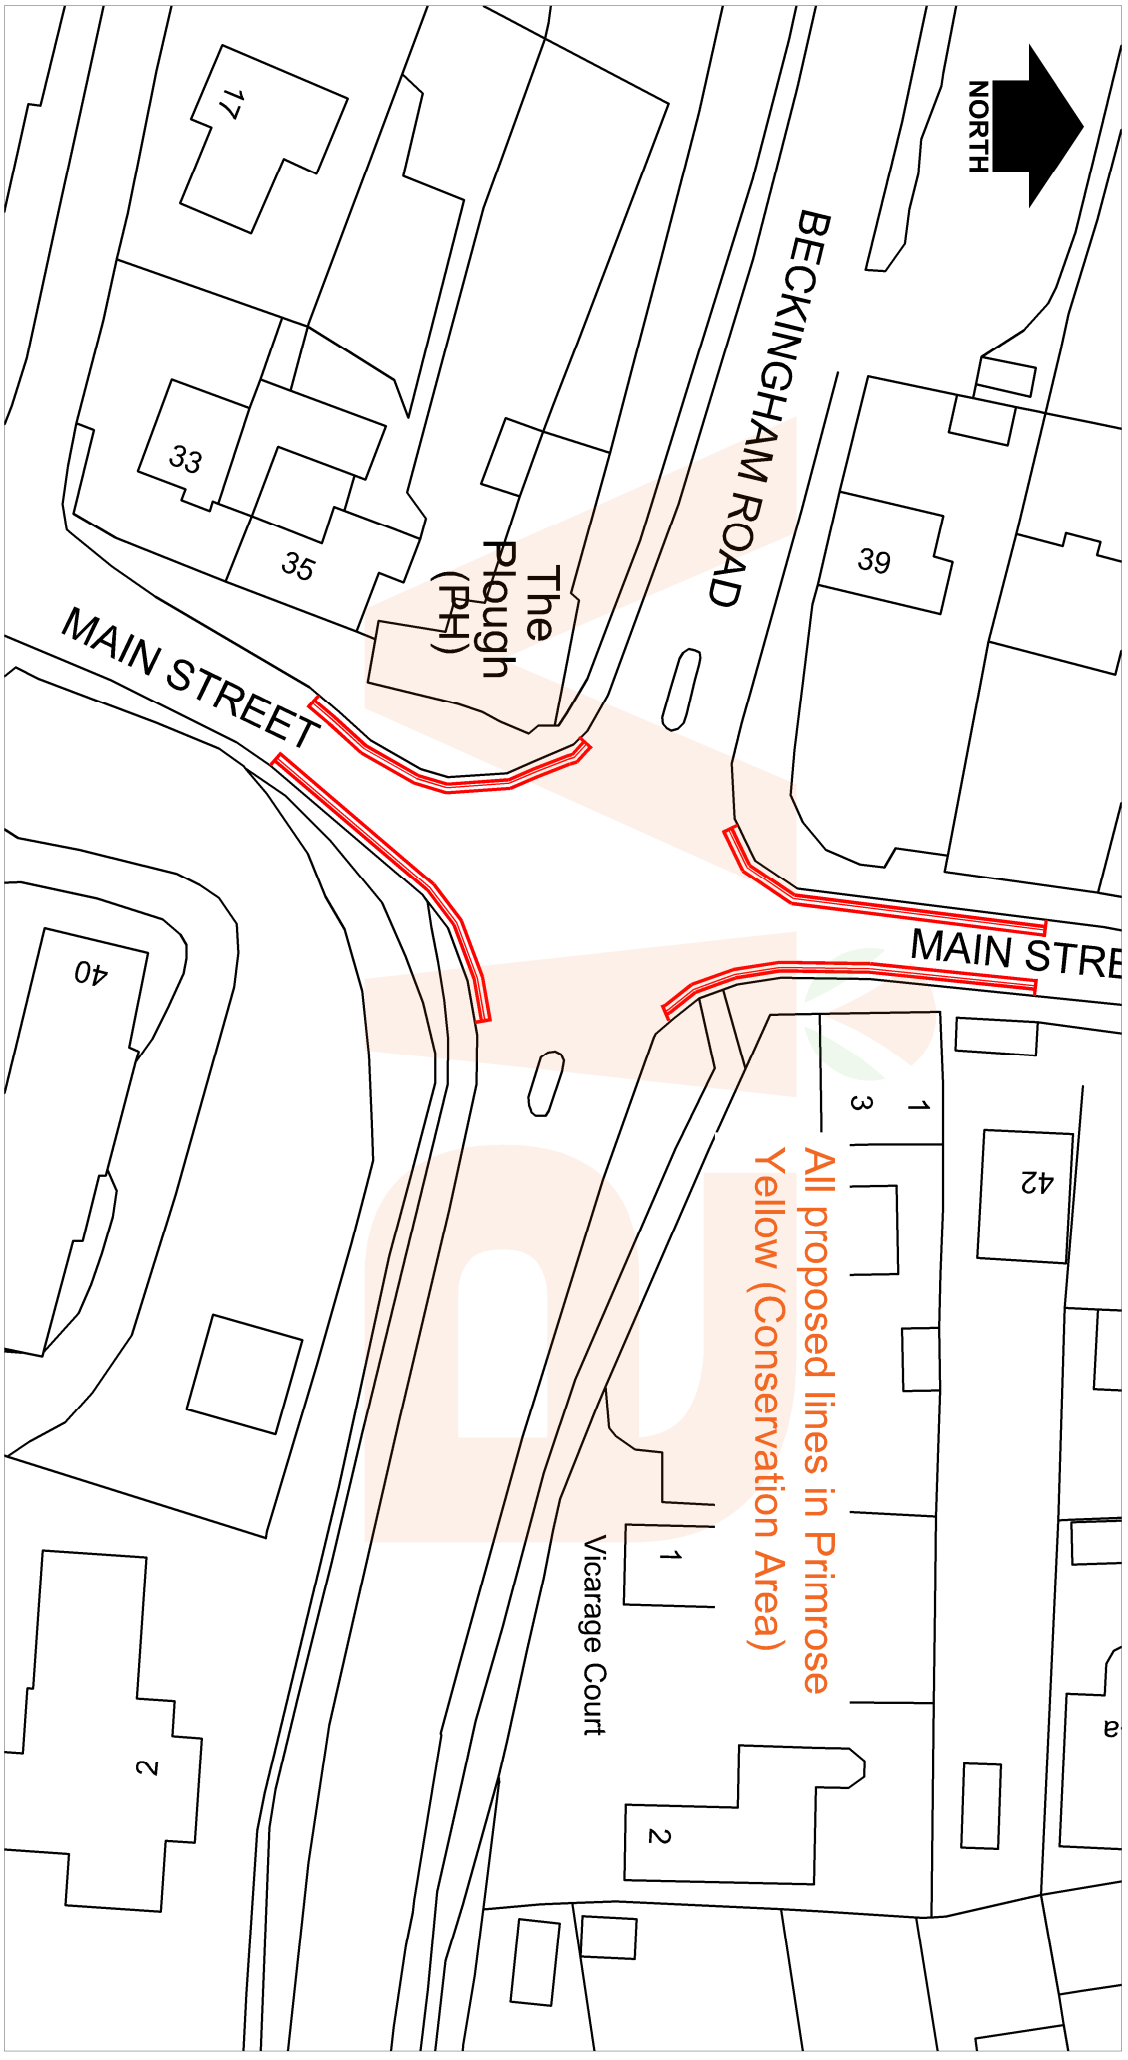 NORTH
17
BECKINGHAM ROAD
33
35
The
Plough
(PH)
39
MAIN STREET
MAIN STRE
40
3
1
42
All proposed lines in Primrose
Yellow (Conservation Area)
1
Vicarage Court
a
2
2